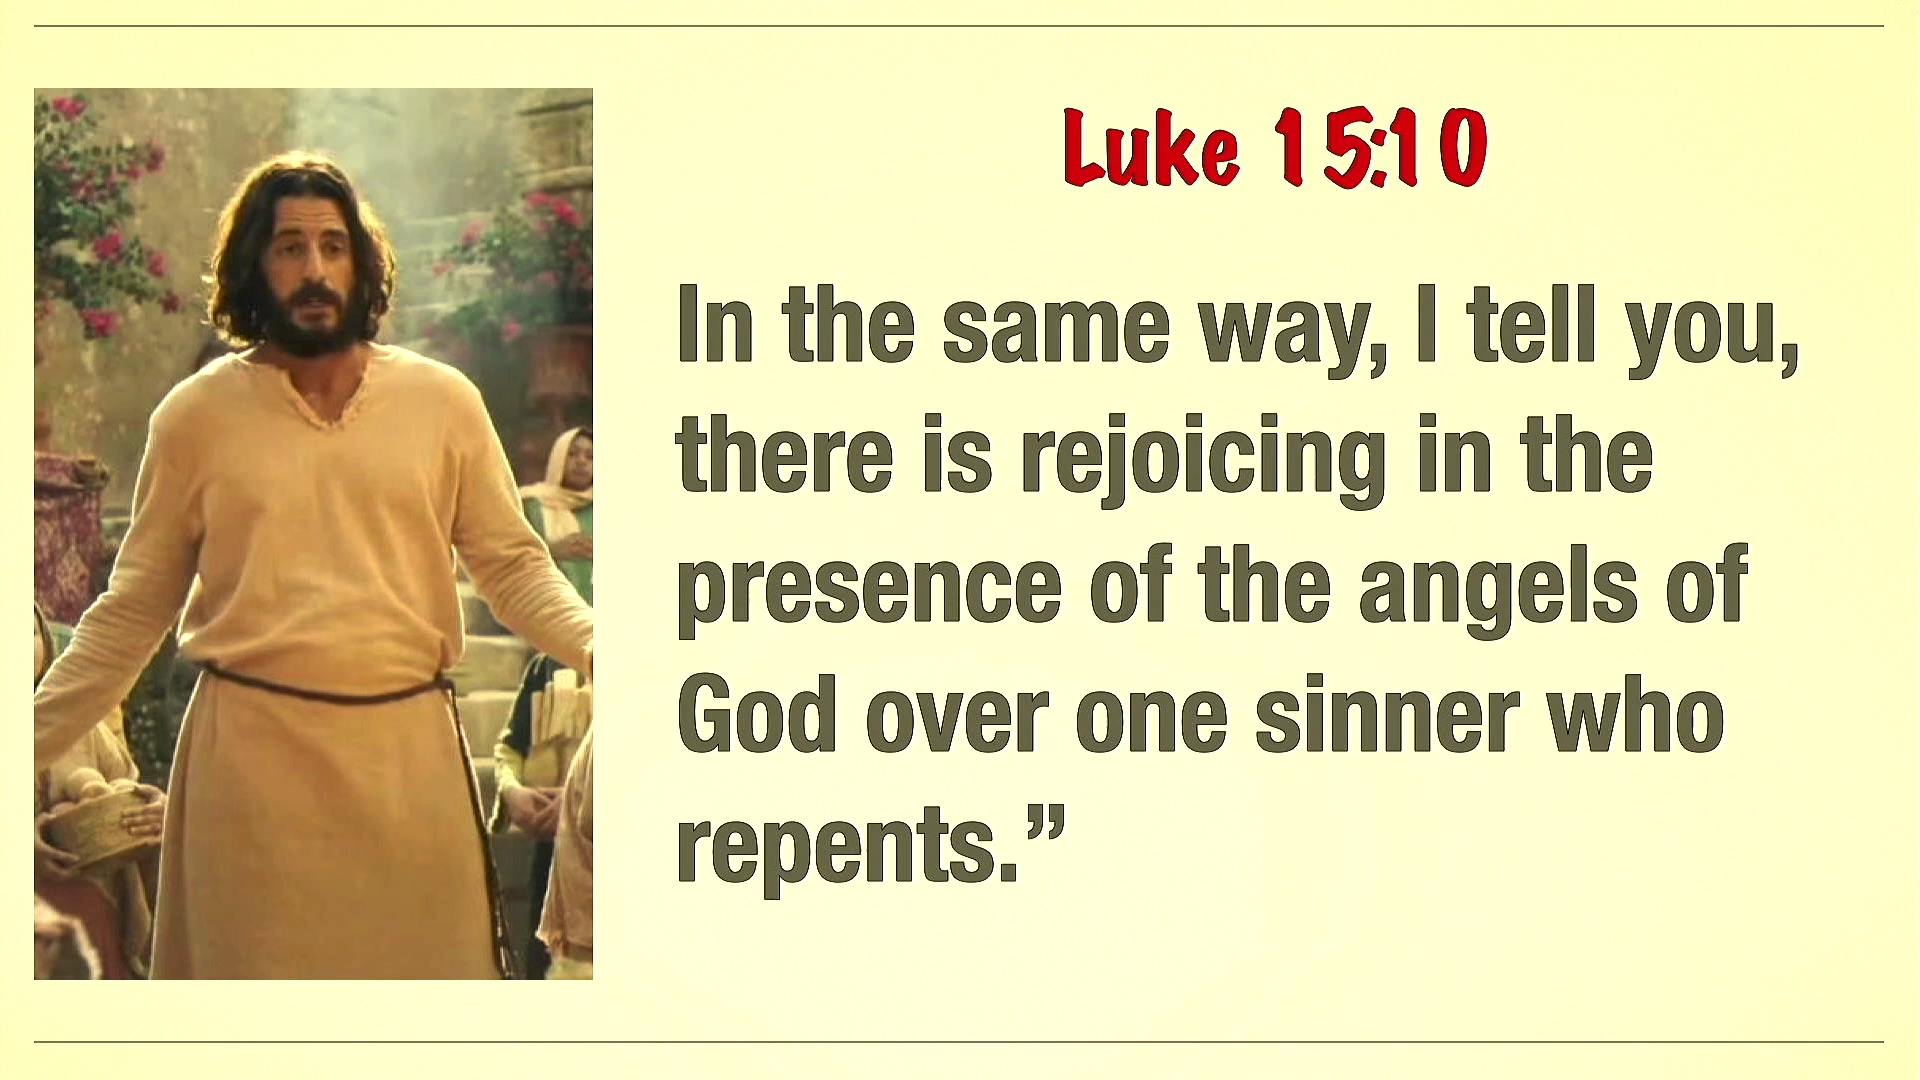 Luke 15:10
In the same way, I tell you,
there is rejoicing in the
presence of the angels of
God over one sinner who
repents.”